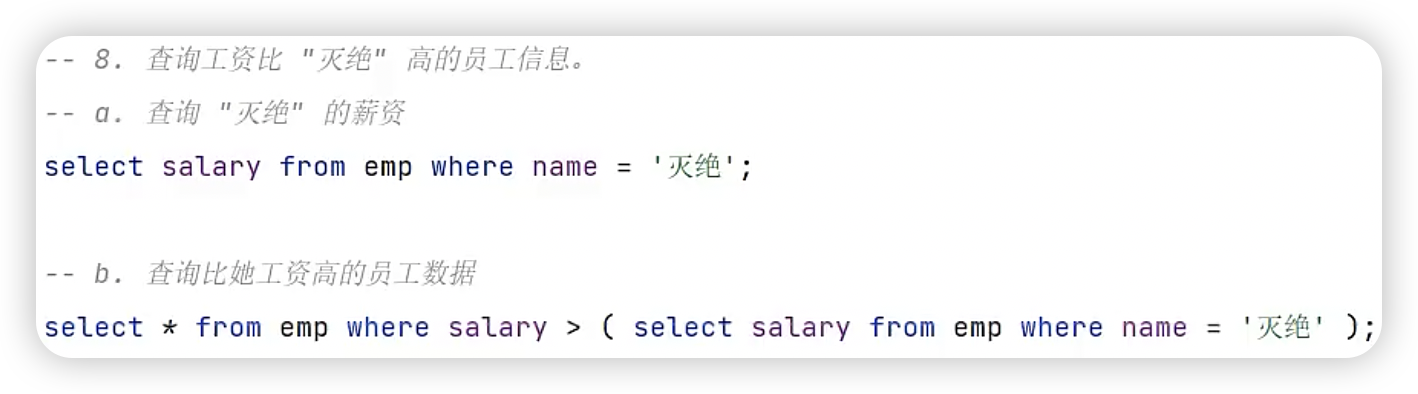 -- 8. 查询工资比 "灭绝" 高的员工信息。
-- a. 查询 "灭绝" 的薪资
select salary from emp where name = '灭绝';
-- b. 查询比她工资高的员工数据
select * from emp where salary > ( select salary from emp where name = '灭绝' );